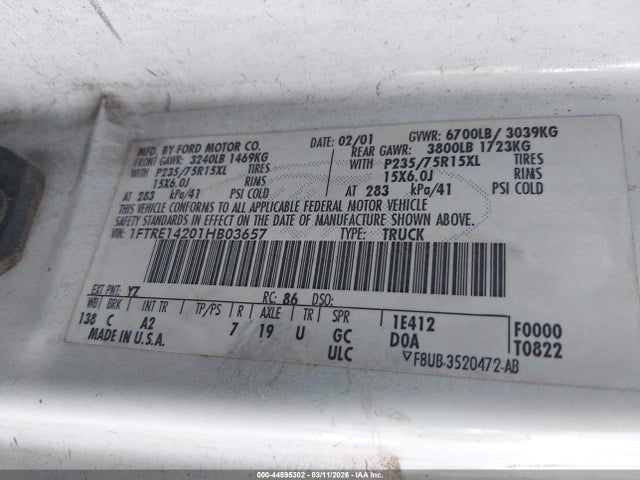 MFD. BY FORD MOTOR CO.
DATE: 02/01
GVWR: 6700LB/ 3039KG
FRONT GAWR: 3240LB 1469KG
REAR GAWR: 3800LB 1723KG
WITH P235/75R15XL TIRES
WITH P235/75R15XL TIRES
15X6.0J RIMS
15X6.0J RIMS
AT 283 kPa/41 PSI COLD
AT 283 kPa/41 PSI COLD
THIS VEHICLE CONFORMS TO ALL APPLICABLE FEDERAL MOTOR VEHICLE
SAFETY STANDARDS IN EFFECT ON THE DATE OF MANUFACTURE SHOWN ABOVE.
VIN: 1FTRE14201HB03657
TYPE: TRUCK
EXT PNT: YZ RC: 86 DSO:
WB BRK INT TR TP/PS R AXLE TR SPR
138 C A2 7 19 U GC 1E412 F0000
ULC DOA T0822
MADE IN U.S.A.
F8UB-3520472-AB
000-44595302 - 03/11/2026 - IAAI.COM